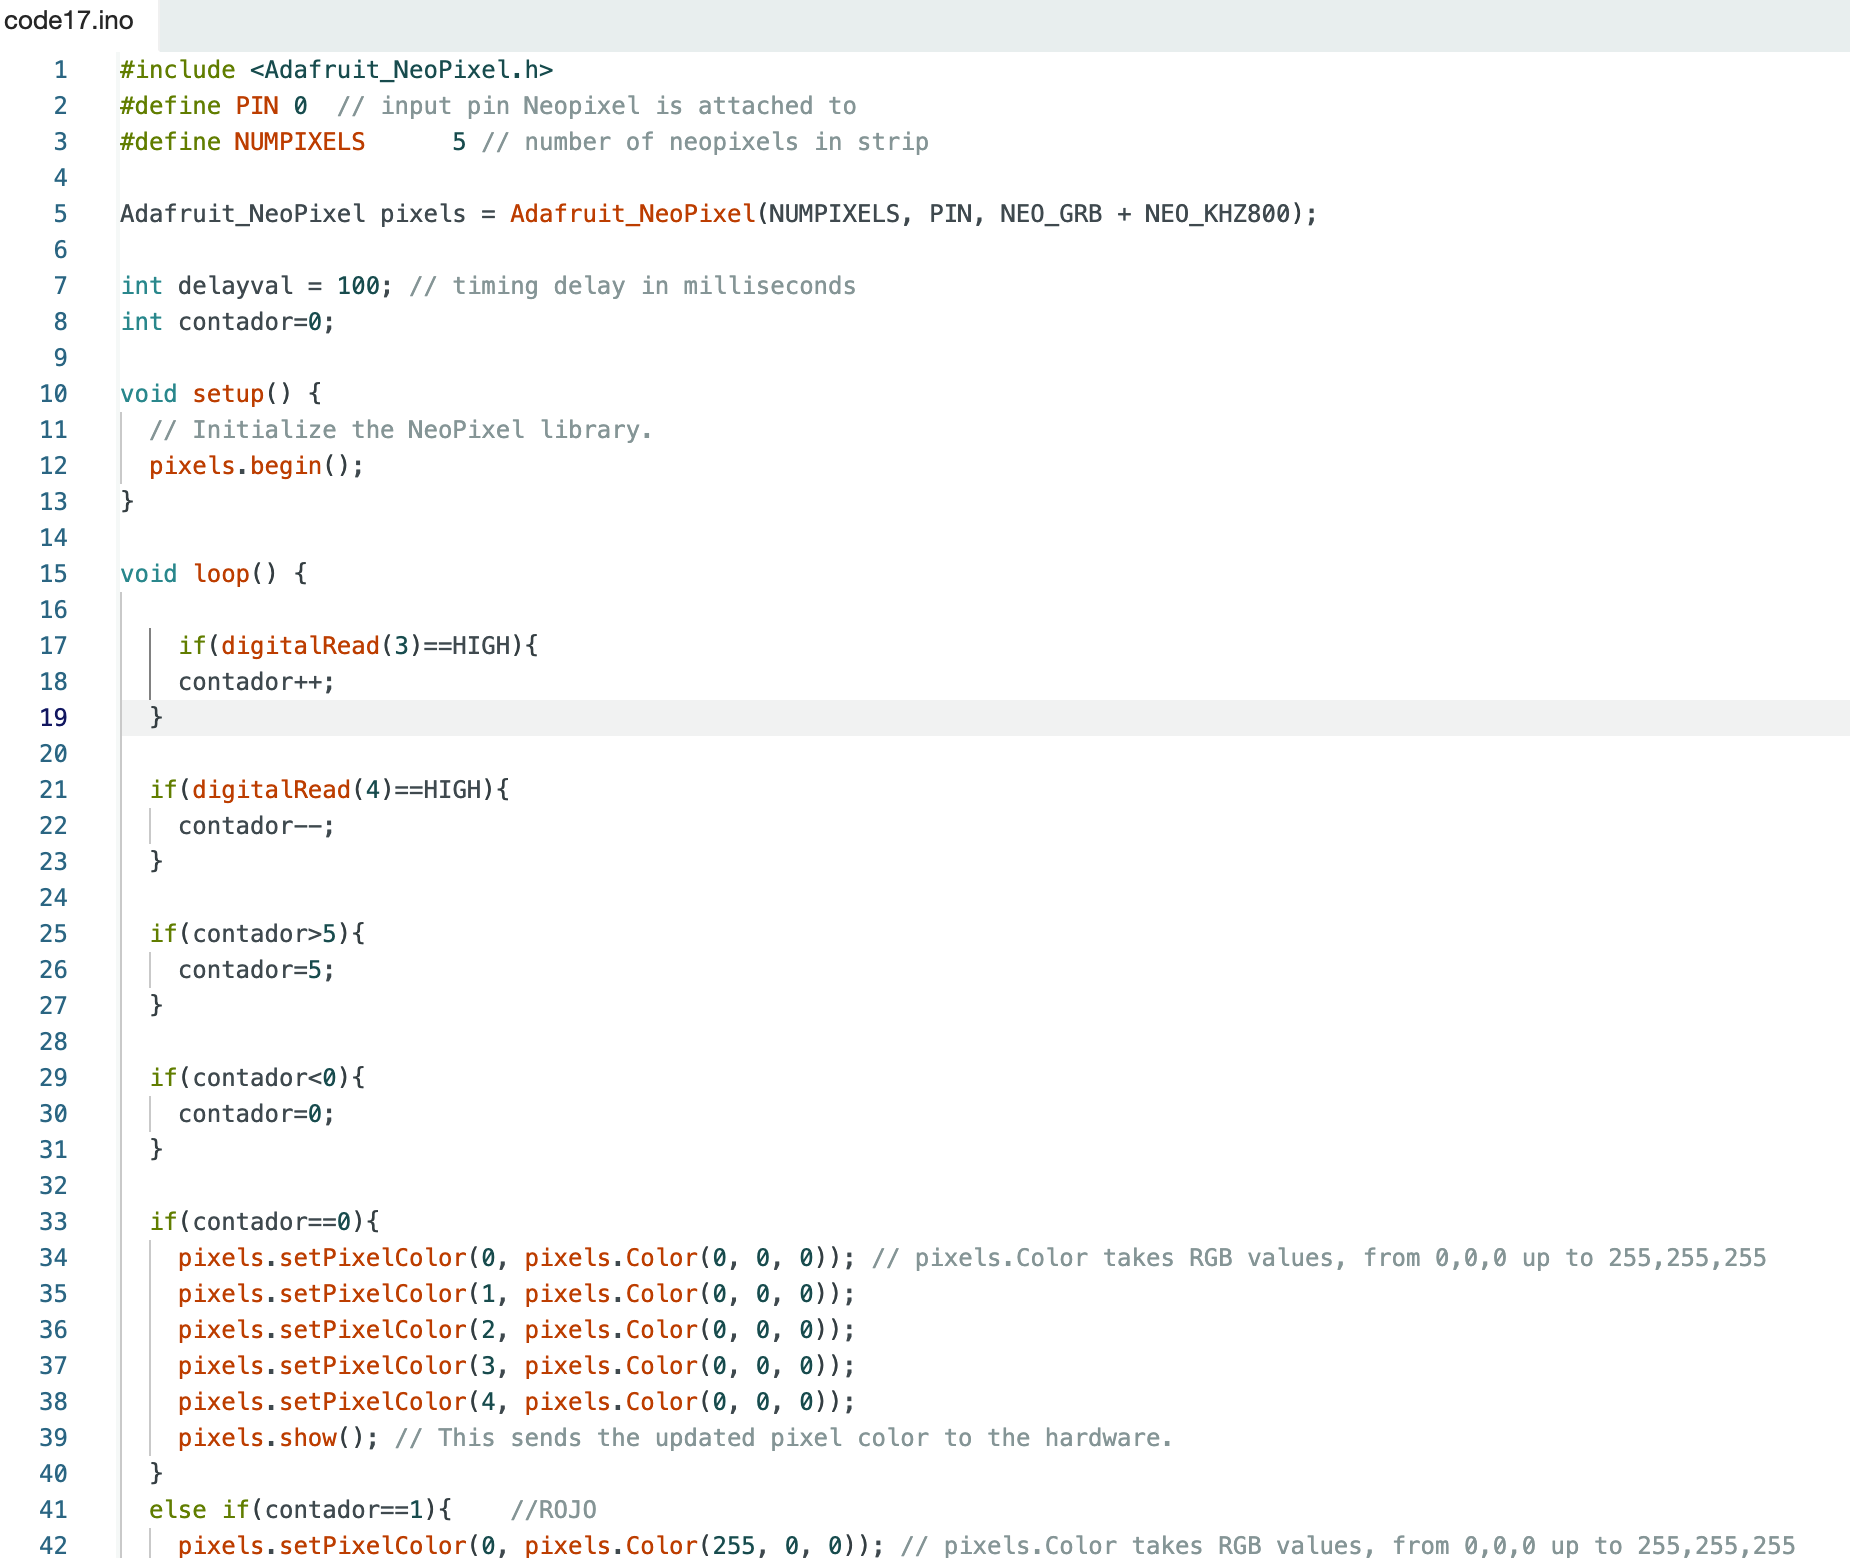 code17.ino
1 #include <Adafruit_NeoPixel.h>
2 #define PIN 0  // input pin Neopixel is attached to
3 #define NUMPIXELS      5 // number of neopixels in strip
4
5 Adafruit_NeoPixel pixels = Adafruit_NeoPixel(NUMPIXELS, PIN, NEO_GRB + NEO_KHZ800);
6
7 int delayval = 100; // timing delay in milliseconds
8 int contador=0;
9
10 void setup() {
11   // Initialize the NeoPixel library.
12   pixels.begin();
13 }
14
15 void loop() {
16
17     if(digitalRead(3)==HIGH){
18     contador++;
19   }
20
21   if(digitalRead(4)==HIGH){
22     contador--;
23   }
24
25   if(contador>5){
26     contador=5;
27   }
28
29   if(contador<0){
30     contador=0;
31   }
32
33   if(contador==0){
34     pixels.setPixelColor(0, pixels.Color(0, 0, 0)); // pixels.Color takes RGB values, from 0,0,0 up to 255,255,255
35     pixels.setPixelColor(1, pixels.Color(0, 0, 0));
36     pixels.setPixelColor(2, pixels.Color(0, 0, 0));
37     pixels.setPixelColor(3, pixels.Color(0, 0, 0));
38     pixels.setPixelColor(4, pixels.Color(0, 0, 0));
39     pixels.show(); // This sends the updated pixel color to the hardware.
40   }
41   else if(contador==1){    //ROJO
42     pixels.setPixelColor(0, pixels.Color(255, 0, 0)); // pixels.Color takes RGB values, from 0,0,0 up to 255,255,255